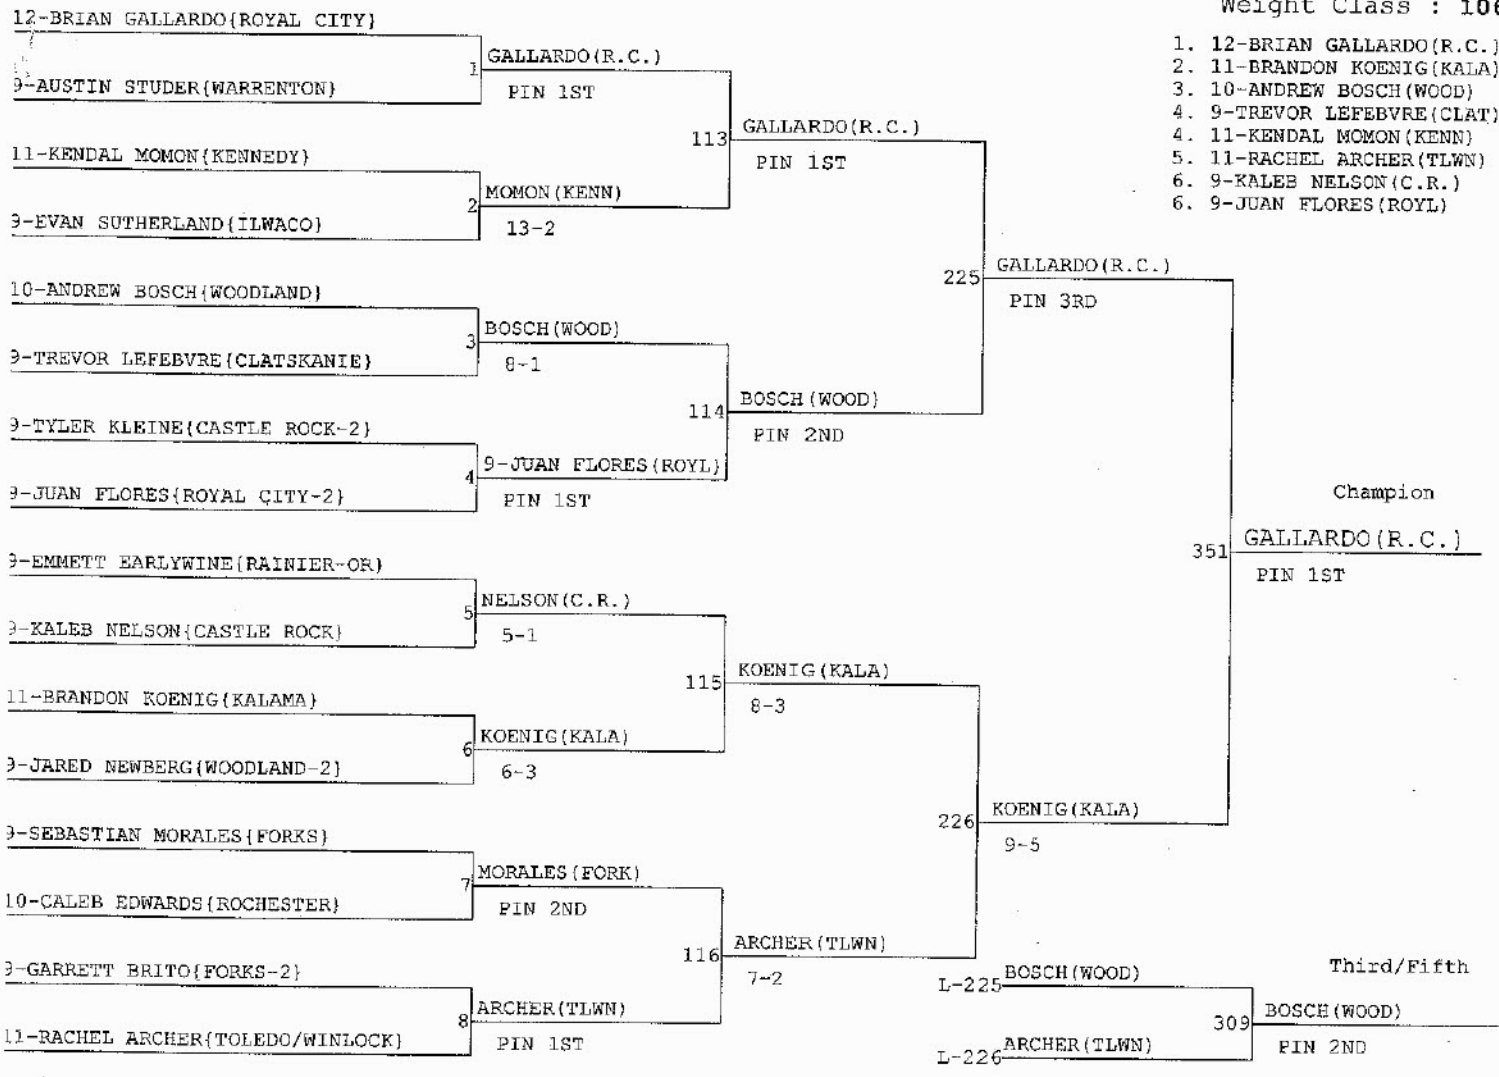 Weight Class : 106
1. 12-BRIAN GALLARDO(R.C.)
2. 11-BRANDON KOENIG(KALA)
3. 10-ANDREW BOSCH(WOOD)
4. 9-TREVOR LEFEBVRE(CLAT)
4. 11-KENDAL MOMON(KENN)
5. 11-RACHEL ARCHER(TLWN)
6. 9-KALEB NELSON(C.R.)
6. 9-JUAN FLORES(ROYL)
12-BRIAN GALLARDO{ROYAL CITY}
9-AUSTIN STUDER{WARRENTON}
11-KENDAL MOMON{KENNEDY}
9-EVAN SUTHERLAND{ILWACO}
10-ANDREW BOSCH{WOODLAND}
9-TREVOR LEFEBVRE{CLATSKANIE}
9-TYLER KLEINE{CASTLE ROCK-2}
9-JUAN FLORES{ROYAL CITY-2}
9-EMMETT EARLYWINE{RAINIER-OR}
9-KALEB NELSON{CASTLE ROCK}
11-BRANDON KOENIG{KALAMA}
9-JARED NEWBERG{WOODLAND-2}
9-SEBASTIAN MORALES{FORKS}
10-CALEB EDWARDS{ROCHESTER}
9-GARRETT BRITO{FORKS-2}
11-RACHEL ARCHER{TOLEDO/WINLOCK}
1 GALLARDO(R.C.)
PIN 1ST
2 MOMON(KENN)
13-2
3 BOSCH(WOOD)
8-1
4 9-JUAN FLORES(ROYL)
PIN 1ST
5 NELSON(C.R.)
5-1
6 KOENIG(KALA)
6-3
7 MORALES(FORK)
PIN 2ND
8 ARCHER(TLWN)
PIN 1ST
113 GALLARDO(R.C.)
PIN 1ST
114 BOSCH(WOOD)
PIN 2ND
115 KOENIG(KALA)
8-3
116 ARCHER(TLWN)
7-2
225 GALLARDO(R.C.)
PIN 3RD
226 KOENIG(KALA)
9-5
Champion
351 GALLARDO(R.C.)
PIN 1ST
Third/Fifth
L-225 BOSCH(WOOD)
L-226 ARCHER(TLWN)
309 BOSCH(WOOD)
PIN 2ND